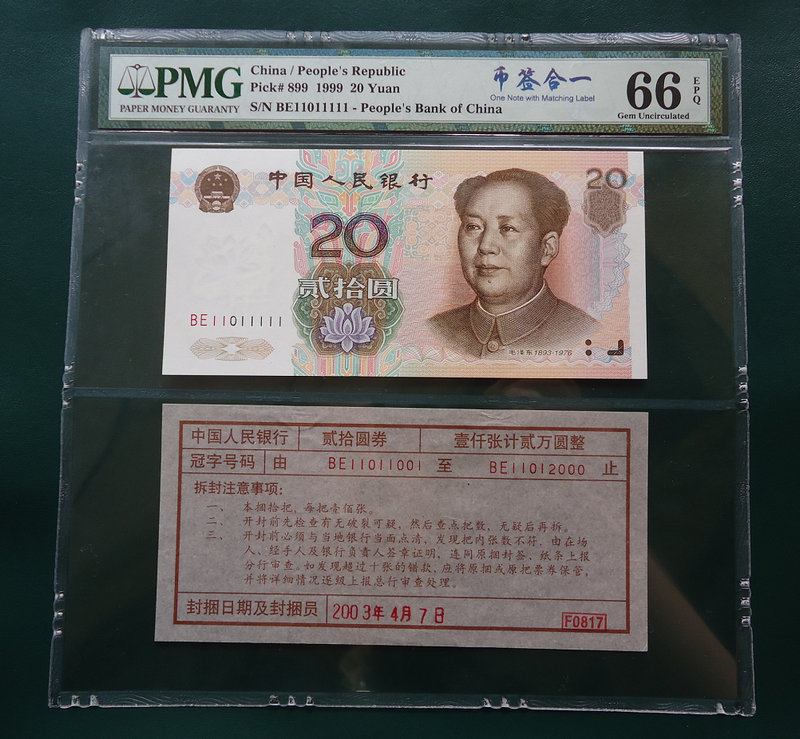 PMG
PAPER MONEY GUARANTY
China / People's Republic
Pick# 899 1999 20 Yuan
S/N BE11011111 - People's Bank of China
币签合一
One Note with Matching Label
66 EPQ
Gem Uncirculated
中国人民银行
20
20
贰拾圆
BE11011111
毛泽东1893-1976
中国人民银行 贰拾圆券 壹仟张计贰万圆整
冠字号码 由 BE11011001 至 BE11012000 止
拆封注意事项:
一、 本捆拾把,每把壹佰张。
二、 开封前先检查有无破裂可疑,然后查点把数,无疑后再拆。
三、 开封前必须与当地银行当面点清,发现把内张数不符,由在场
人、经手人及银行负责人签章证明,连同原捆封签、纸条上报
分行审查。如发现超过十张的错款,应将原捆或原把票券保管,
并将详细情况逐级上报总行审查处理。
封捆日期及封捆员 2003年4月7日 F0817